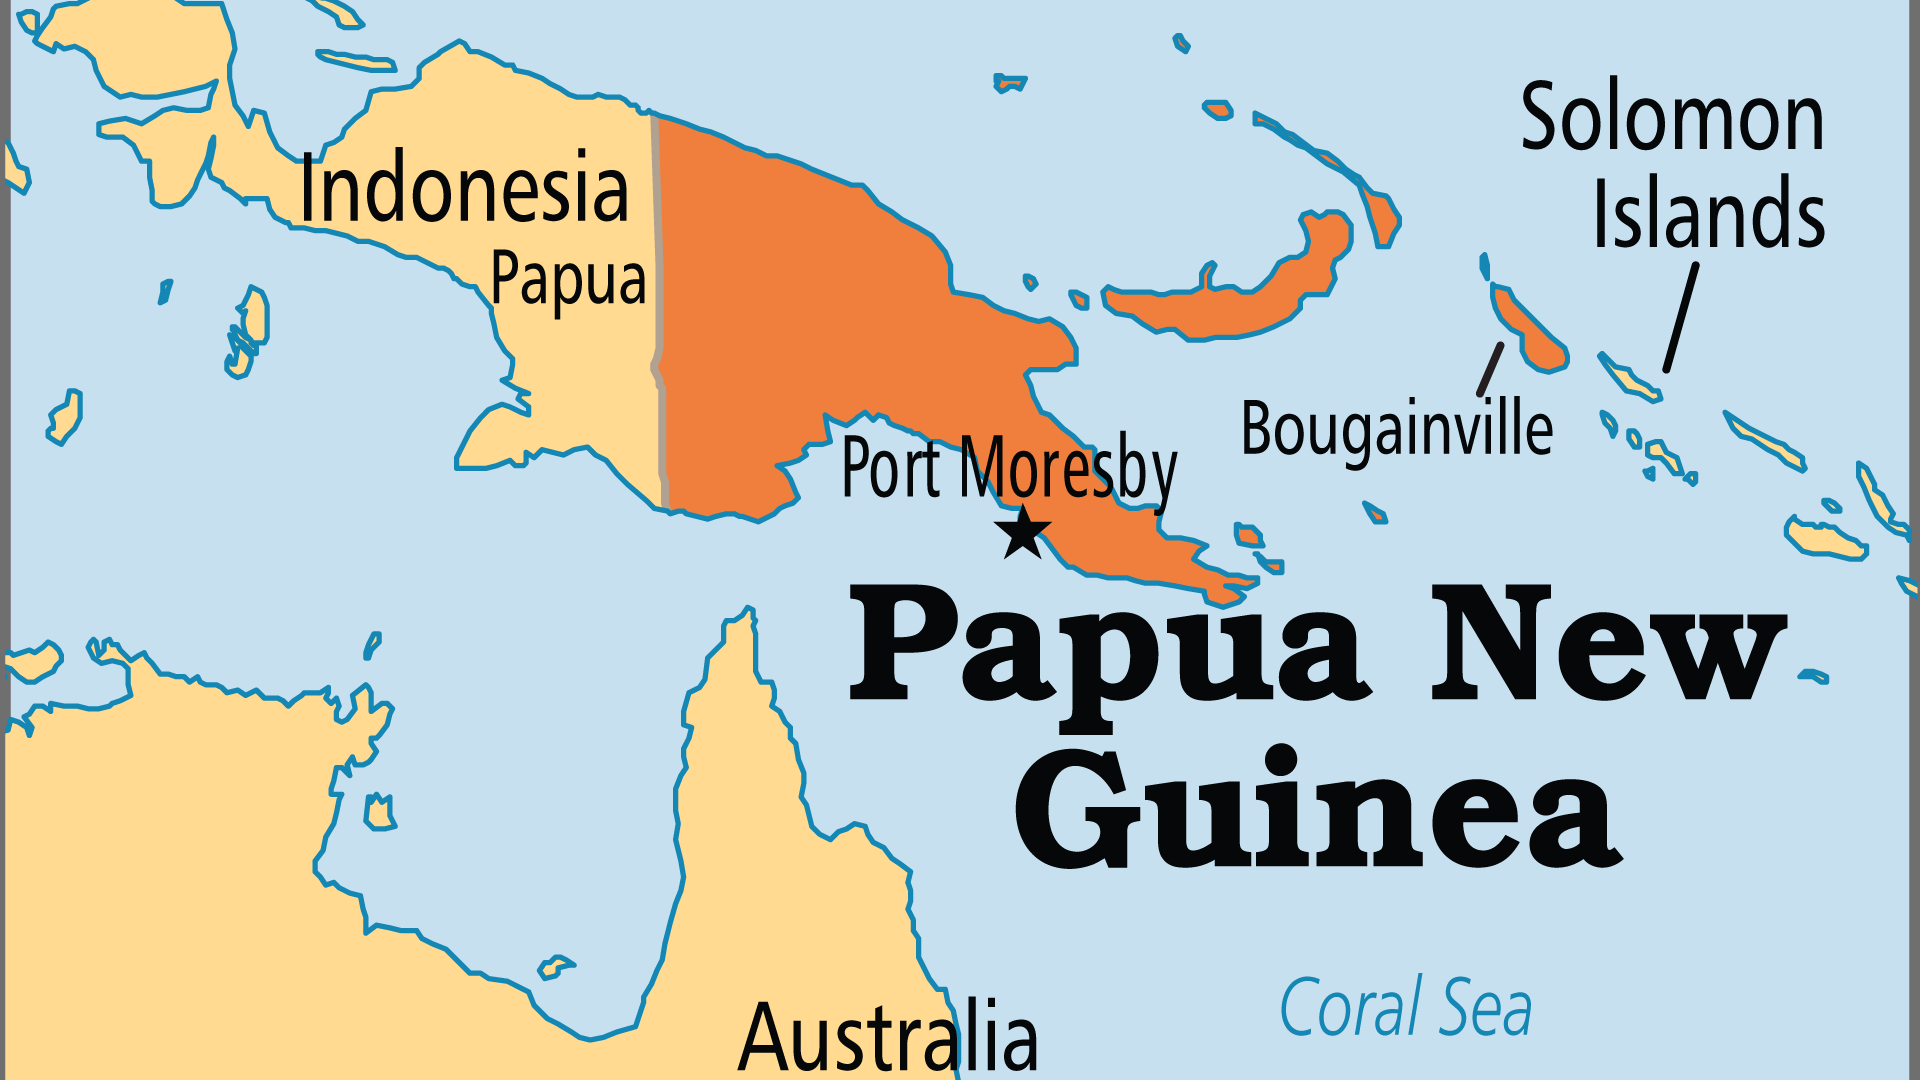 Solomon
Islands
Indonesia
Papua
Bougainville
Port Moresby
Papua New
Guinea
Coral Sea
Australia